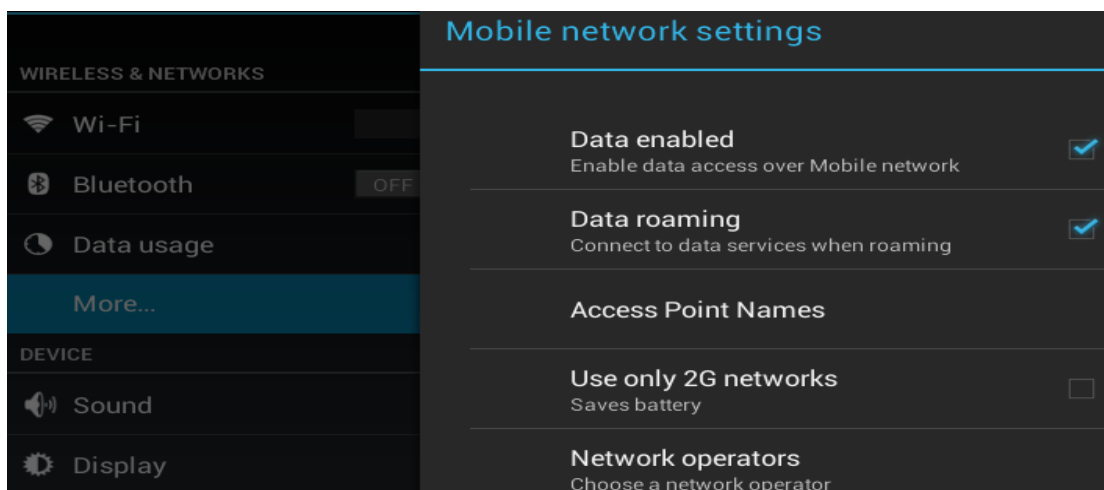 WIRELESS & NETWORKS
Wi-Fi
Bluetooth
OFF
Data usage
More...
DEVICE
Sound
Display
Mobile network settings
Data enabled
Enable data access over Mobile network
Data roaming
Connect to data services when roaming
Access Point Names
Use only 2G networks
Saves battery
Network operators
Choose a network operator